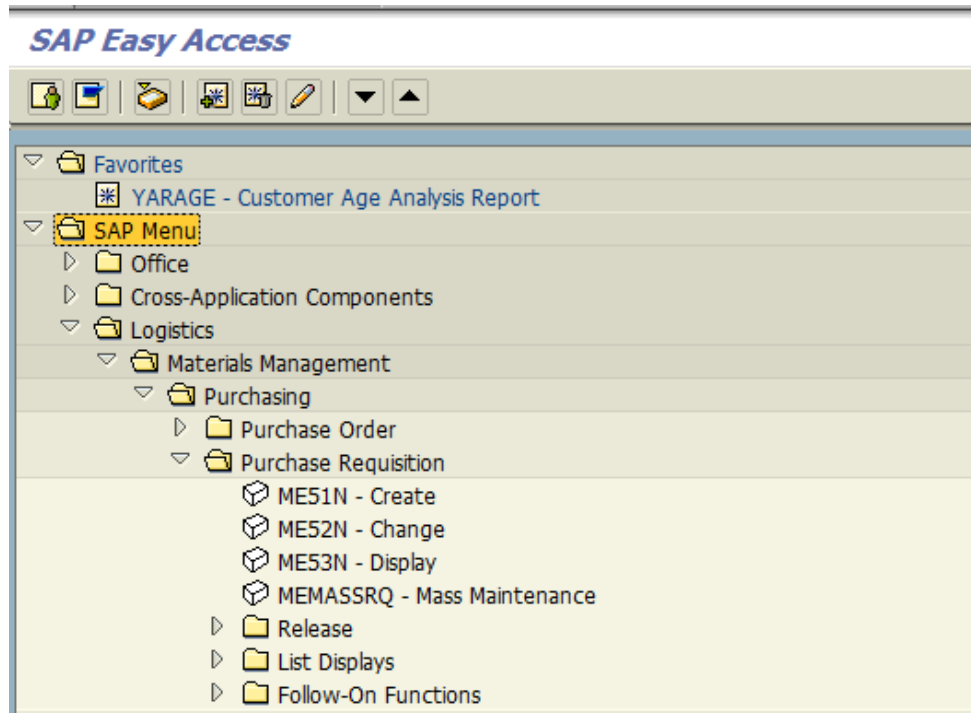 SAP Easy Access
Favorites
YARAGE - Customer Age Analysis Report
SAP Menu
Office
Cross-Application Components
Logistics
Materials Management
Purchasing
Purchase Order
Purchase Requisition
ME51N - Create
ME52N - Change
ME53N - Display
MEMASSRQ - Mass Maintenance
Release
List Displays
Follow-On Functions